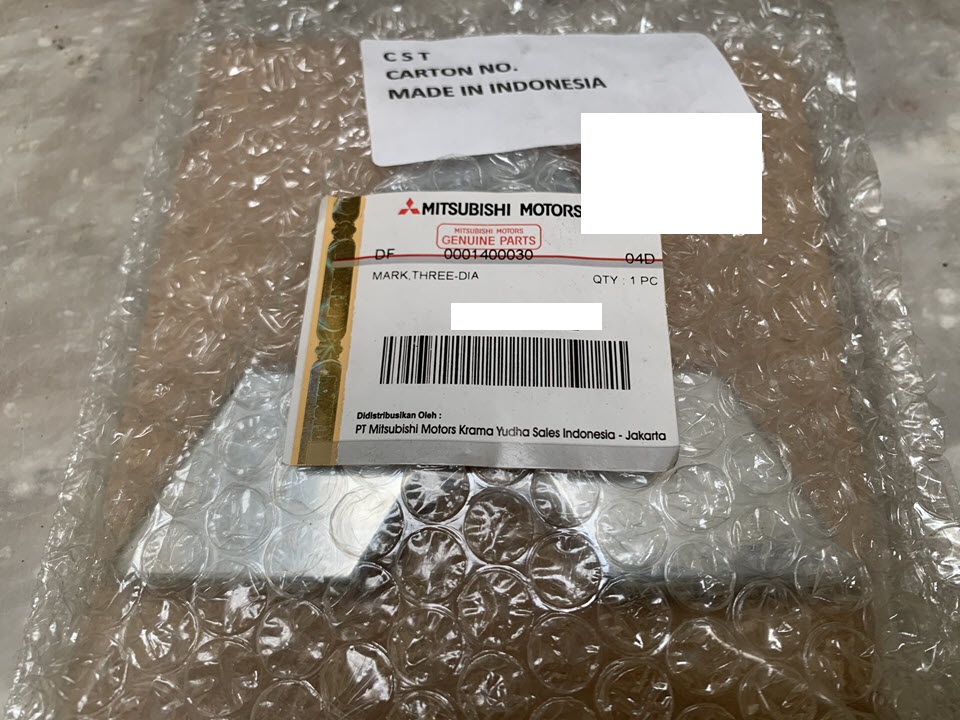 C S T
CARTON NO.
MADE IN INDONESIA
MITSUBISHI MOTORS
MITSUBISHI MOTORS
GENUINE PARTS
DF 0001400030 04D
MARK,THREE-DIA QTY : 1 PC
Didistribusikan Oleh :
PT Mitsubishi Motors Krama Yudha Sales Indonesia - Jakarta